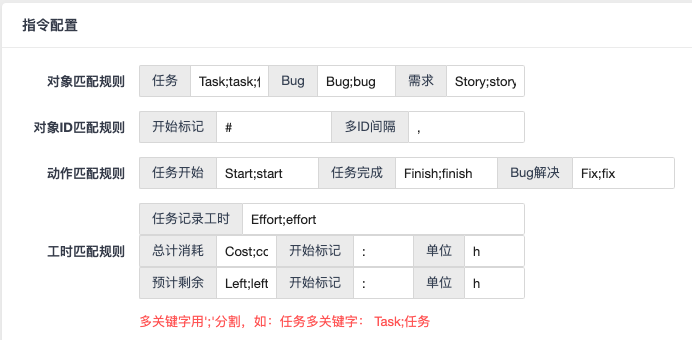 指令配置
对象匹配规则 任务 Task;task; Bug Bug;bug 需求 Story;story
对象ID匹配规则 开始标记 # 多ID间隔 ,
动作匹配规则 任务开始 Start;start 任务完成 Finish;finish Bug解决 Fix;fix
任务记录工时 Effort;effort
工时匹配规则 总计消耗 Cost;co 开始标记 : 单位 h
预计剩余 Left;left 开始标记 : 单位 h
多关键字用';'分割，如：任务多关键字： Task;任务